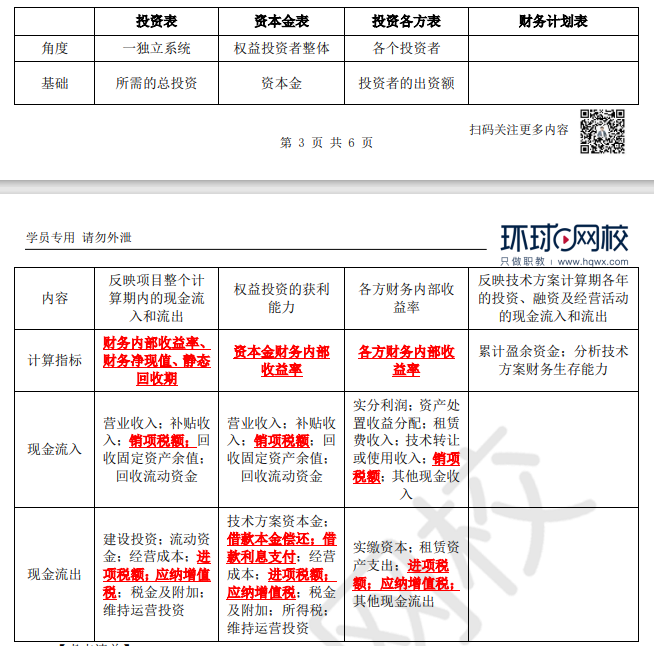 投资表 资本金表 投资各方表 财务计划表
角度 一独立系统 权益投资者整体 各个投资者
基础 所需的总投资 资本金 投资者的出资额
扫码关注更多内容
第 3 页 共 6 页
学员专用 请勿外泄
环球网校
只做职教 | www.hqwx.com
内容
反映项目整个计
算期内的现金流
入和流出
权益投资的获利
能力
各方财务内部收
益率
反映技术方案计算期各年
的投资、融资及经营活动
的现金流入和流出
计算指标
财务内部收益率、
财务净现值、静态
回收期
资本金财务内部
收益率
各方财务内部收
益率
累计盈余资金；分析技术
方案财务生存能力
现金流入
营业收入；补贴收
入；销项税额；回
收固定资产余值；
回收流动资金
营业收入；补贴收
入；销项税额；回
收固定资产余值；
回收流动资金
实分利润；资产处
置收益分配；租赁
费收入；技术转让
或使用收入；销项
税额；其他现金收
入
现金流出
建设投资；流动资
金；经营成本；进
项税额；应纳增值
税；税金及附加；
维持运营投资
技术方案资本金；
借款本金偿还；借
款利息支付；经营
成本；进项税额；
应纳增值税；税金
及附加；所得税；
维持运营投资
实缴资本；租赁资
产支出；进项税
额；应纳增值税；
其他现金流出
网校